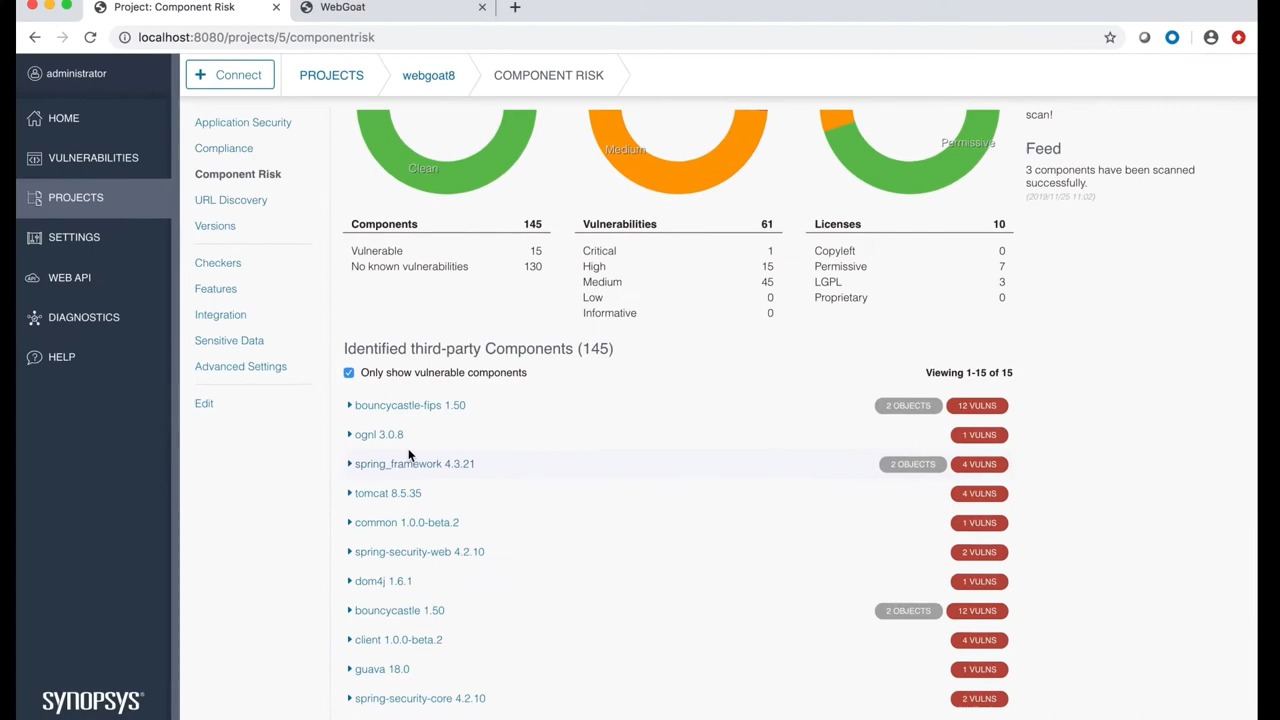 Project: Component Risk
WebGoat
localhost:8080/projects/5/componentrisk
administrator
Connect
PROJECTS
webgoat8
COMPONENT RISK
HOME
VULNERABILITIES
PROJECTS
SETTINGS
WEB API
DIAGNOSTICS
HELP
SYNOPSYS®
Application Security
Compliance
Component Risk
URL Discovery
Versions
Checkers
Features
Integration
Sensitive Data
Advanced Settings
Edit
Clean
Medium
Permissive
scan!
Feed
3 components have been scanned
successfully.
(2019/11/25 11:02)
Components 145
Vulnerable 15
No known vulnerabilities 130
Vulnerabilities 61
Critical 1
High 15
Medium 45
Low 0
Informative 0
Licenses 10
Copyleft 0
Permissive 7
LGPL 3
Proprietary 0
Identified third-party Components (145)
Only show vulnerable components
Viewing 1-15 of 15
bouncycastle-fips 1.50 2 OBJECTS 12 VULNS
ognl 3.0.8 1 VULNS
spring_framework 4.3.21 2 OBJECTS 4 VULNS
tomcat 8.5.35 4 VULNS
common 1.0.0-beta.2 1 VULNS
spring-security-web 4.2.10 2 VULNS
dom4j 1.6.1 1 VULNS
bouncycastle 1.50 2 OBJECTS 12 VULNS
client 1.0.0-beta.2 4 VULNS
guava 18.0 1 VULNS
spring-security-core 4.2.10 2 VULNS